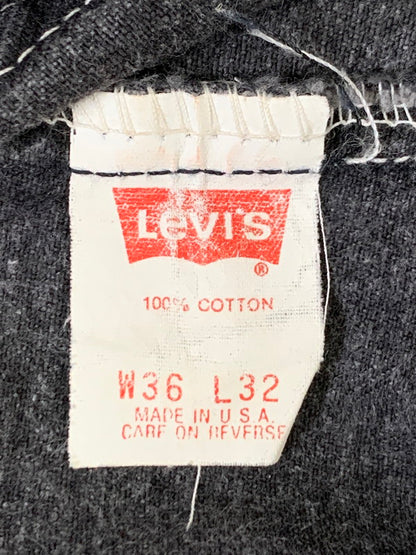 LEVI'S ®
100% COTTON
W36 L32
MADE IN U.S.A.
CARE ON REVERSE